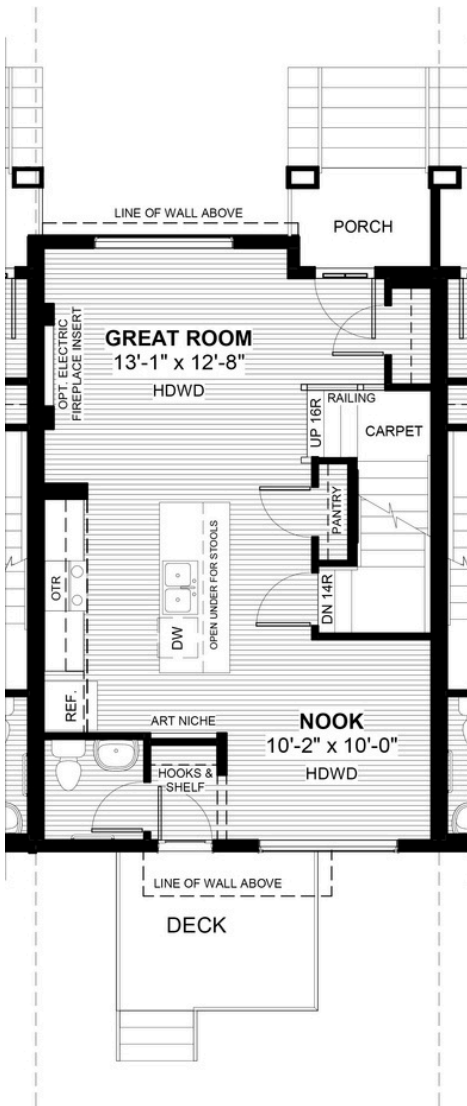 LINE OF WALL ABOVE
PORCH
GREAT ROOM
13'-1" x 12'-8"
HDWD
OPT. ELECTRIC
FIREPLACE INSERT
RAILING
UP 16R
CARPET
PANTRY
OTR
OPEN UNDER FOR STOOLS
DN 14R
DW
REF.
ART NICHE
NOOK
10'-2" x 10'-0"
HDWD
HOOKS &
SHELF
LINE OF WALL ABOVE
DECK